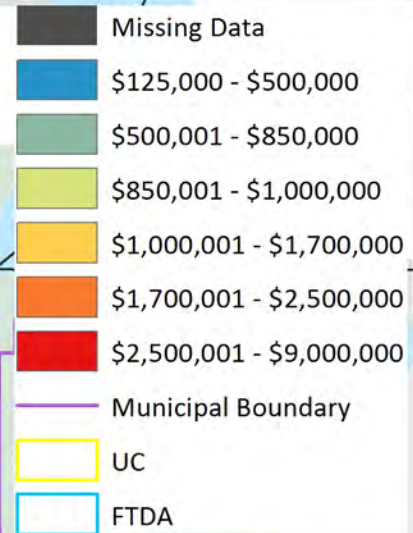 Missing Data
$125,000 - $500,000
$500,001 - $850,000
$850,001 - $1,000,000
$1,000,001 - $1,700,000
$1,700,001 - $2,500,000
$2,500,001 - $9,000,000
Municipal Boundary
UC
FTDA